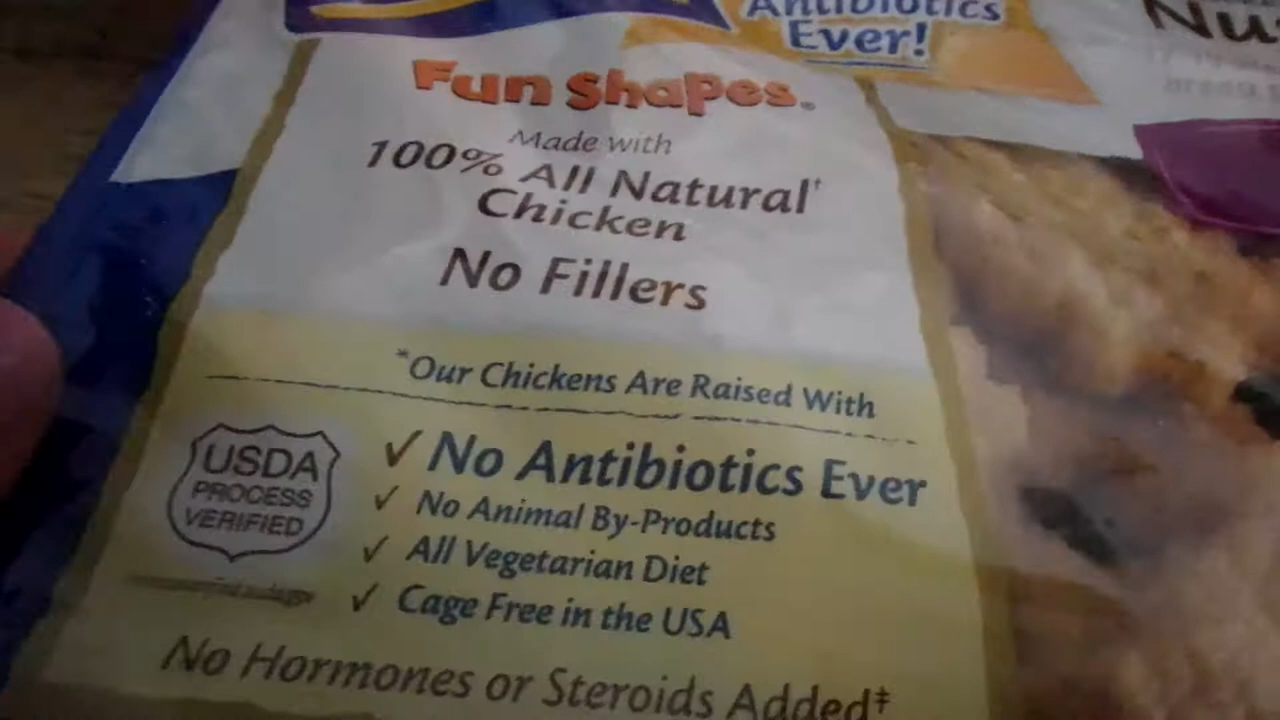 Antibiotics
Ever!
Fun Shapes®
Made with
100% All Natural†
Chicken
No Fillers
*Our Chickens Are Raised With
USDA
PROCESS
VERIFIED
✓ No Antibiotics Ever
✓ No Animal By-Products
✓ All Vegetarian Diet
✓ Cage Free in the USA
No Hormones or Steroids Added‡